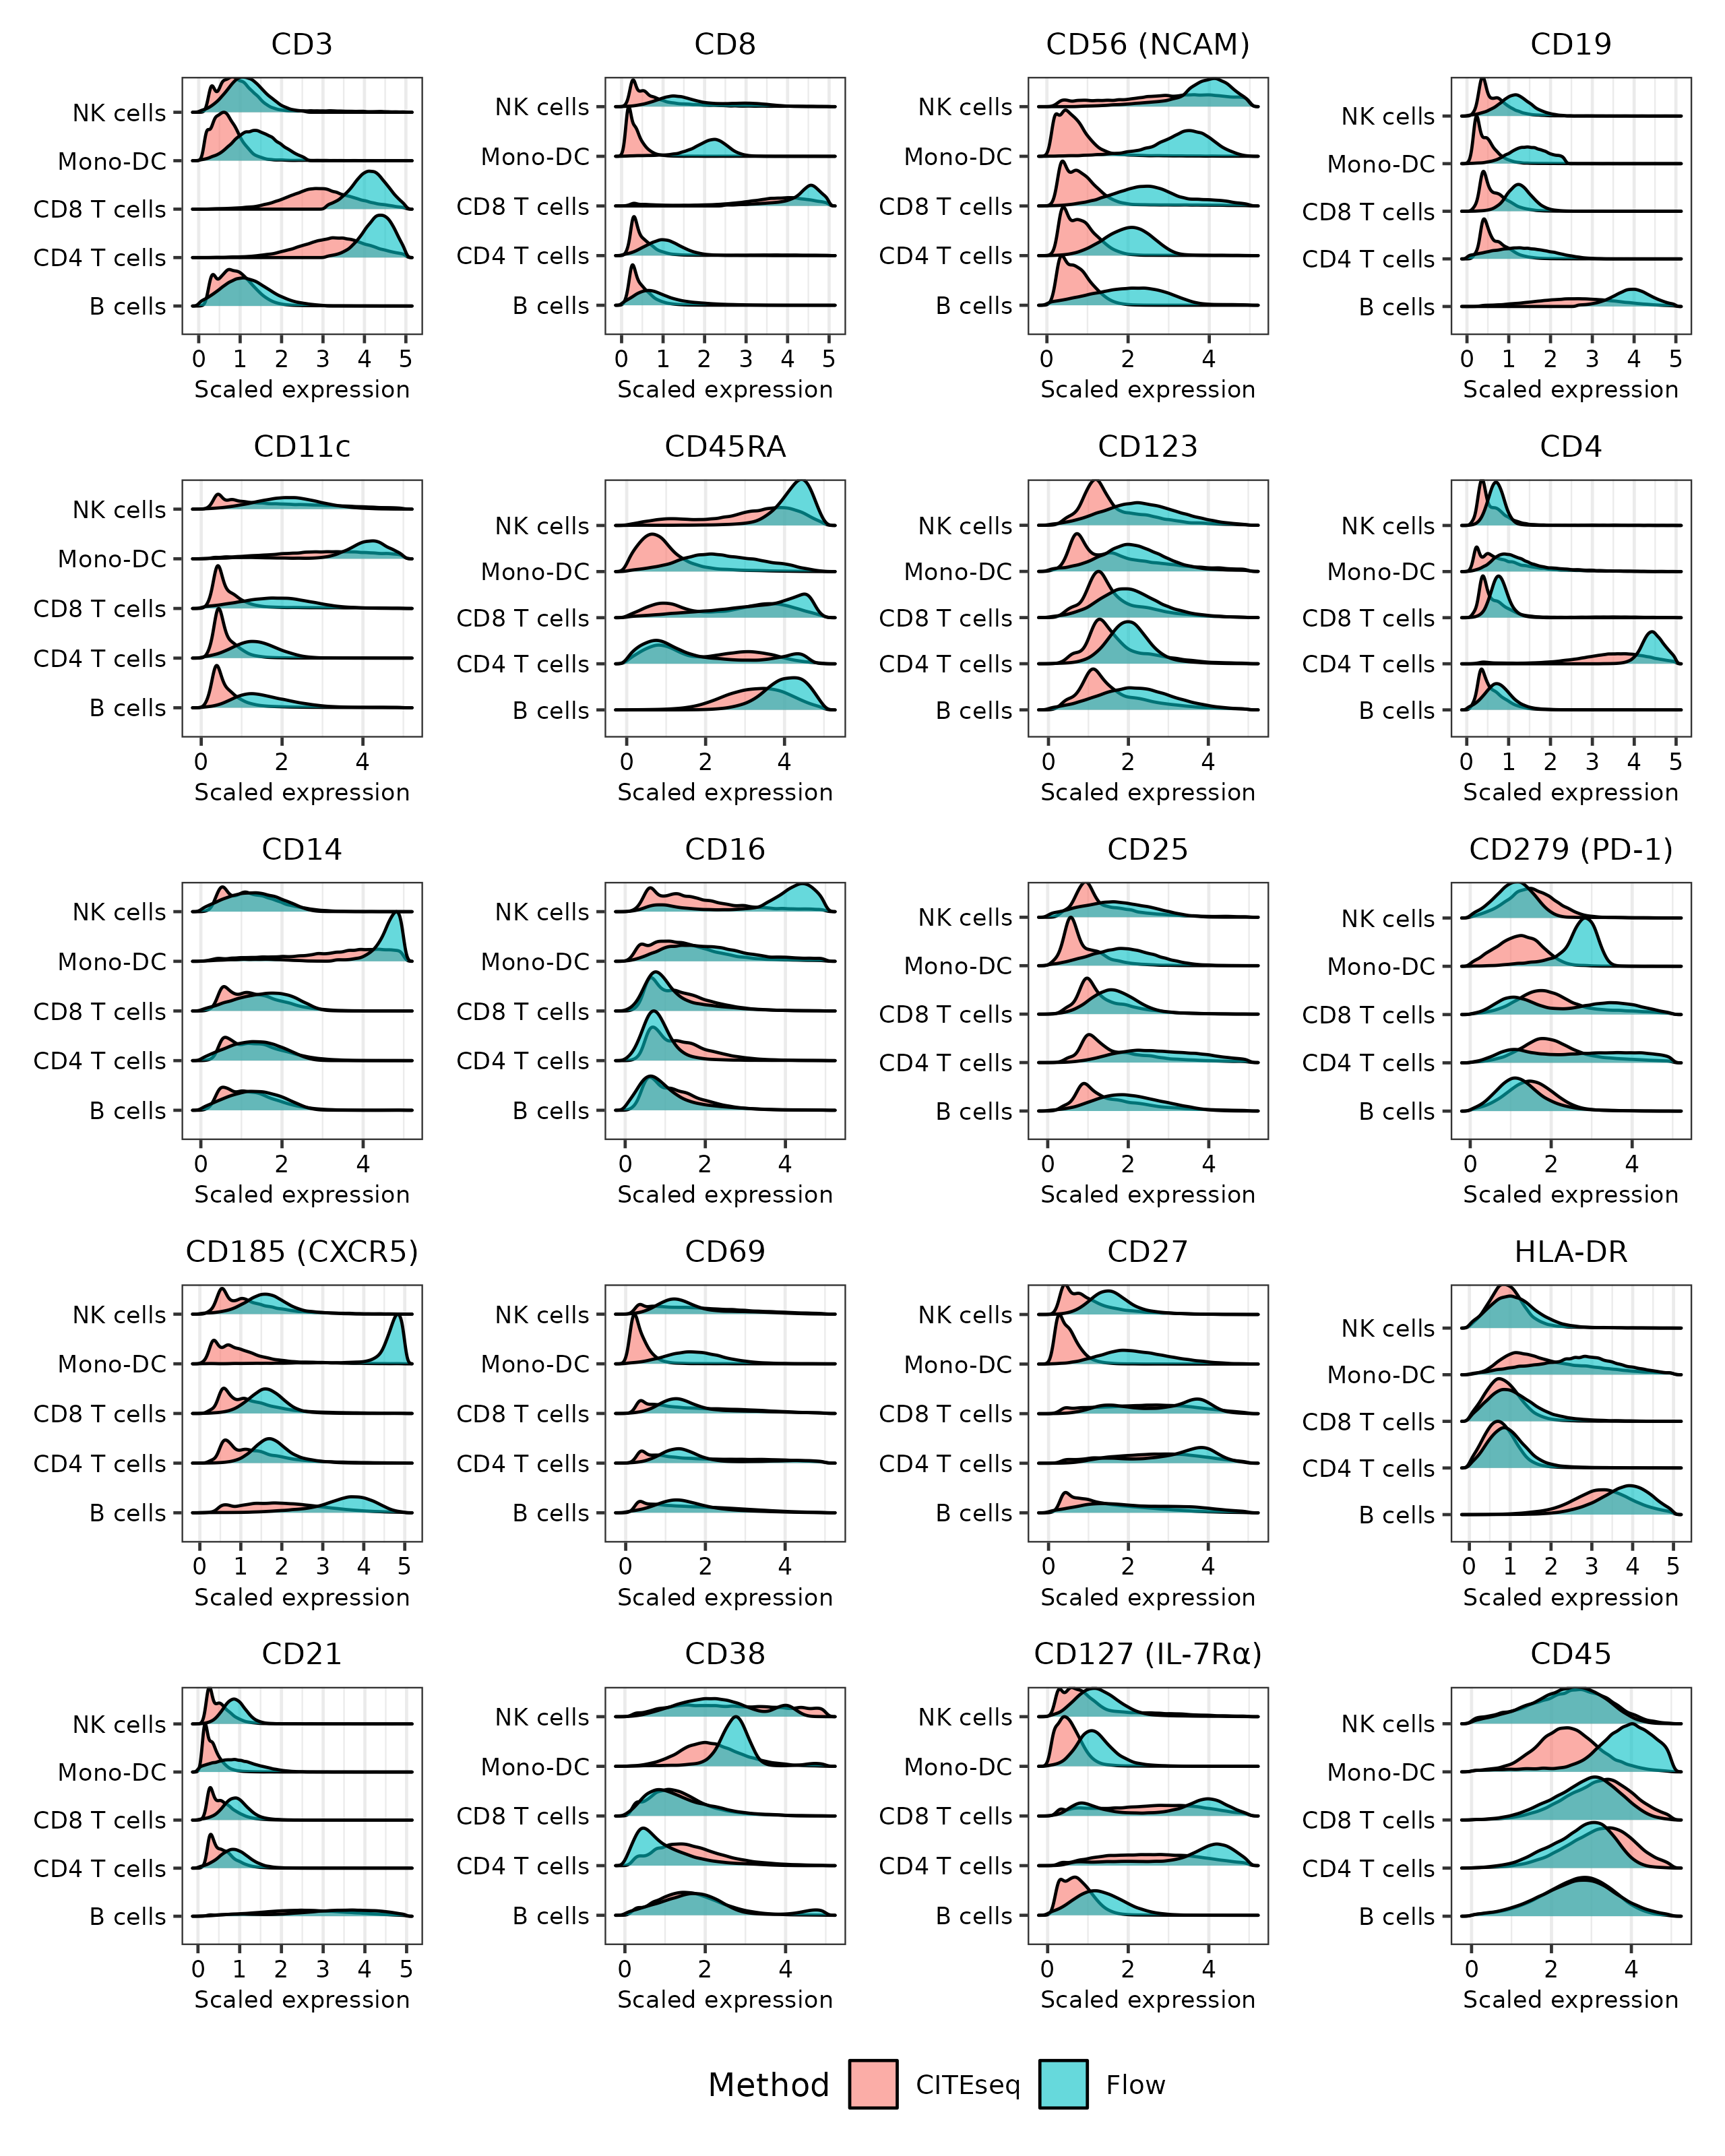 CD3
CD8
CD56 (NCAM)
CD19
NK cells
Mono-DC
CD8 T cells
CD4 T cells
B cells
0 1 2 3 4 5
Scaled expression
NK cells
Mono-DC
CD8 T cells
CD4 T cells
B cells
0 1 2 3 4 5
Scaled expression
NK cells
Mono-DC
CD8 T cells
CD4 T cells
B cells
0 2 4
Scaled expression
NK cells
Mono-DC
CD8 T cells
CD4 T cells
B cells
0 1 2 3 4 5
Scaled expression
CD11c
CD45RA
CD123
CD4
NK cells
Mono-DC
CD8 T cells
CD4 T cells
B cells
0 2 4
Scaled expression
NK cells
Mono-DC
CD8 T cells
CD4 T cells
B cells
0 2 4
Scaled expression
NK cells
Mono-DC
CD8 T cells
CD4 T cells
B cells
0 2 4
Scaled expression
NK cells
Mono-DC
CD8 T cells
CD4 T cells
B cells
0 1 2 3 4 5
Scaled expression
CD14
CD16
CD25
CD279 (PD-1)
NK cells
Mono-DC
CD8 T cells
CD4 T cells
B cells
0 2 4
Scaled expression
NK cells
Mono-DC
CD8 T cells
CD4 T cells
B cells
0 2 4
Scaled expression
NK cells
Mono-DC
CD8 T cells
CD4 T cells
B cells
0 2 4
Scaled expression
NK cells
Mono-DC
CD8 T cells
CD4 T cells
B cells
0 2 4
Scaled expression
CD185 (CXCR5)
CD69
CD27
HLA-DR
NK cells
Mono-DC
CD8 T cells
CD4 T cells
B cells
0 1 2 3 4 5
Scaled expression
NK cells
Mono-DC
CD8 T cells
CD4 T cells
B cells
0 2 4
Scaled expression
NK cells
Mono-DC
CD8 T cells
CD4 T cells
B cells
0 2 4
Scaled expression
NK cells
Mono-DC
CD8 T cells
CD4 T cells
B cells
0 1 2 3 4 5
Scaled expression
CD21
CD38
CD127 (IL-7Rα)
CD45
NK cells
Mono-DC
CD8 T cells
CD4 T cells
B cells
0 1 2 3 4 5
Scaled expression
NK cells
Mono-DC
CD8 T cells
CD4 T cells
B cells
0 2 4
Scaled expression
NK cells
Mono-DC
CD8 T cells
CD4 T cells
B cells
0 2 4
Scaled expression
NK cells
Mono-DC
CD8 T cells
CD4 T cells
B cells
0 2 4
Scaled expression
Method CITEseq Flow